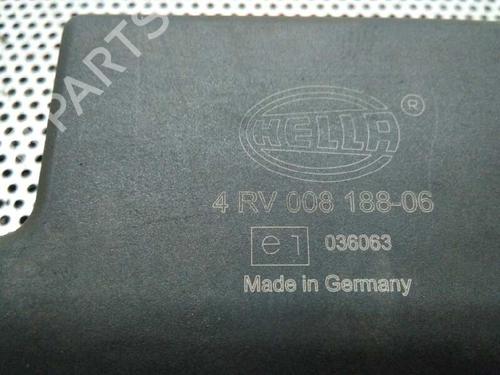 PARTS
HELLA ®
4 RV 008 188-06
e1 036063
Made in Germany